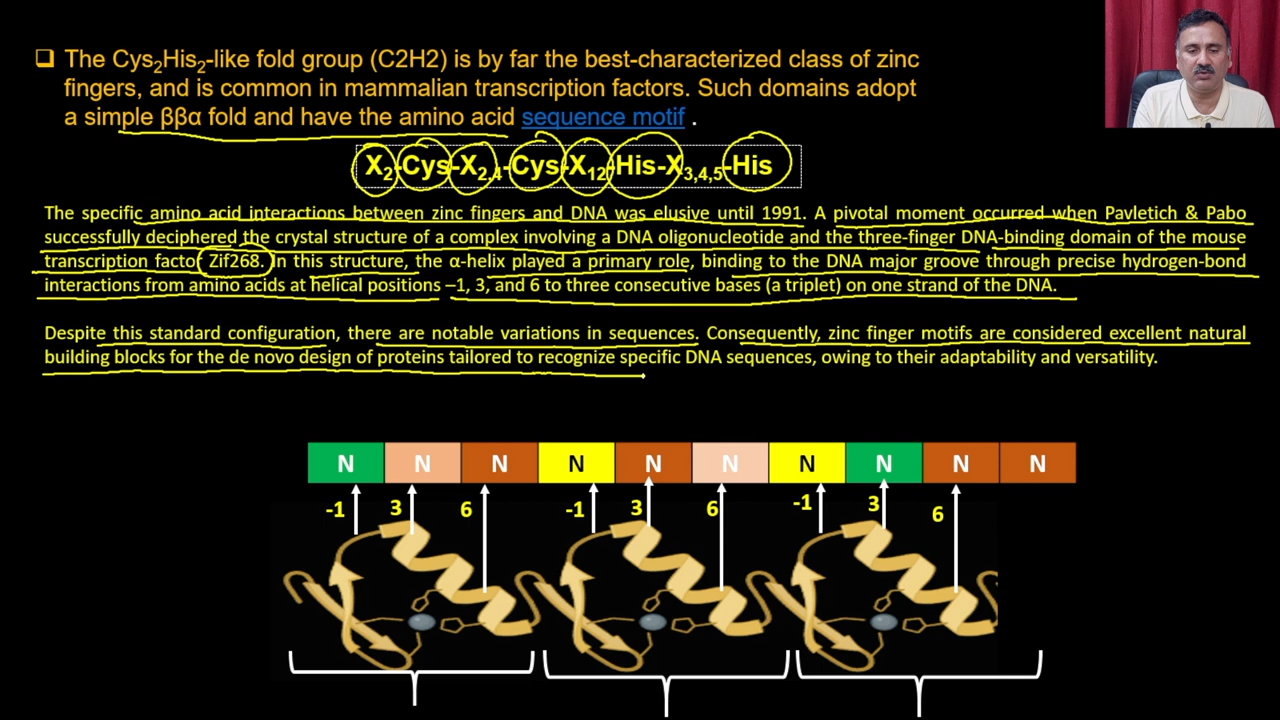 The Cys₂His₂-like fold group (C2H2) is by far the best-characterized class of zinc
fingers, and is common in mammalian transcription factors. Such domains adopt
a simple ββα fold and have the amino acid sequence motif .
X₂-Cys-X₂,₄-Cys-X₁₂-His-X₃,₄,₅-His
The specific amino acid interactions between zinc fingers and DNA was elusive until 1991. A pivotal moment occurred when Pavletich & Pabo
successfully deciphered the crystal structure of a complex involving a DNA oligonucleotide and the three-finger DNA-binding domain of the mouse
transcription factor Zif268. In this structure, the α-helix played a primary role, binding to the DNA major groove through precise hydrogen-bond
interactions from amino acids at helical positions –1, 3, and 6 to three consecutive bases (a triplet) on one strand of the DNA.
Despite this standard configuration, there are notable variations in sequences. Consequently, zinc finger motifs are considered excellent natural
building blocks for the de novo design of proteins tailored to recognize specific DNA sequences, owing to their adaptability and versatility.
N N N N N N N N N N
-1 3 6 -1 3 6 -1 3 6